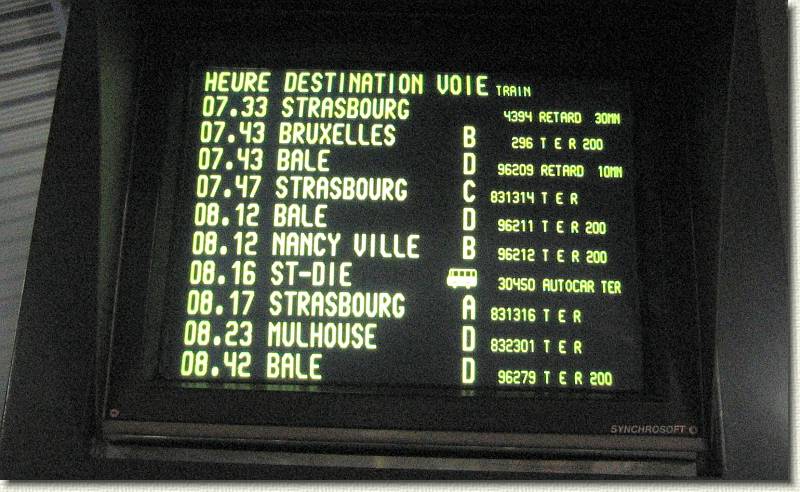 HEURE DESTINATION VOIE TRAIN
07.33 STRASBOURG 4394 RETARD 30MN
07.43 BRUXELLES B 296 T E R 200
07.43 BALE D 96209 RETARD 10MN
07.47 STRASBOURG C 831314 T E R
08.12 BALE D 96211 T E R 200
08.12 NANCY VILLE B 96212 T E R 200
08.16 ST-DIE 30450 AUTOCAR TER
08.17 STRASBOURG A 831316 T E R
08.23 MULHOUSE D 832301 T E R
08.42 BALE D 96279 T E R 200
SYNCHROSOFT